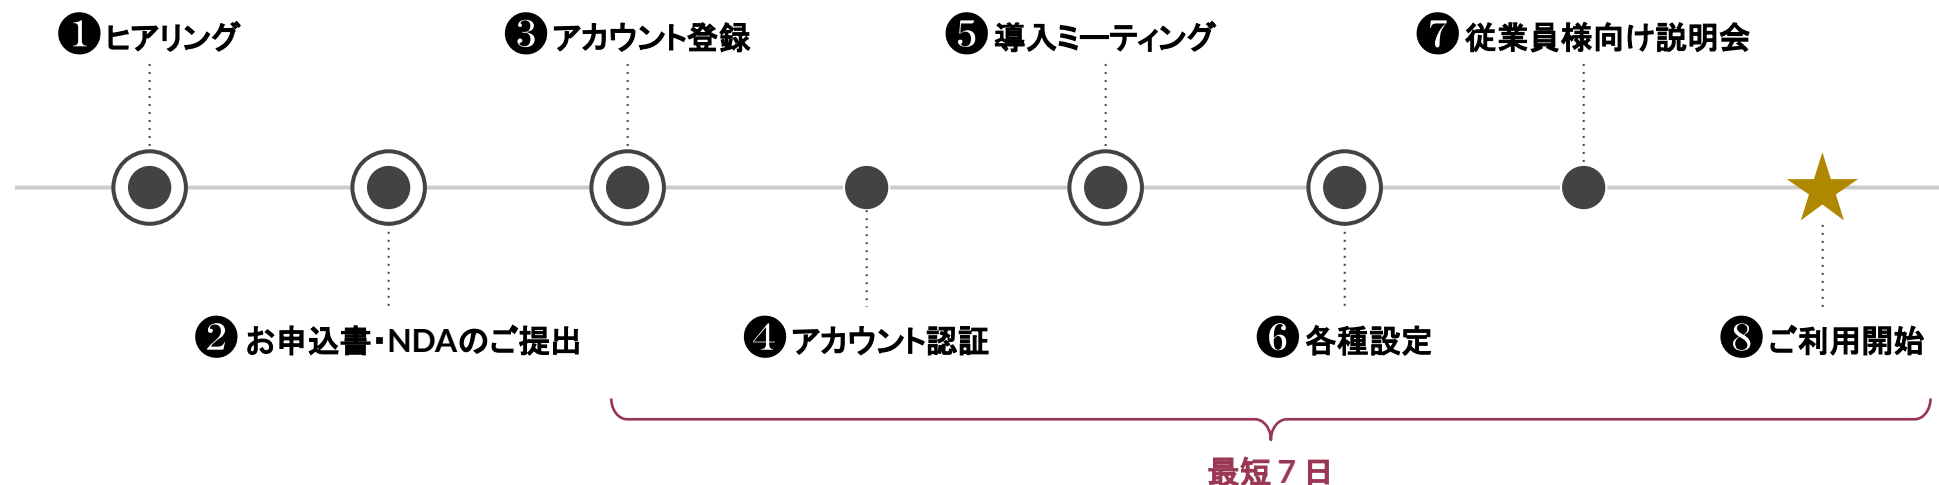 ❶ヒアリング
❷お申込書・NDAのご提出
❸アカウント登録
❹アカウント認証
❺導入ミーティング
❻各種設定
❼従業員様向け説明会
❽ご利用開始
最短７日